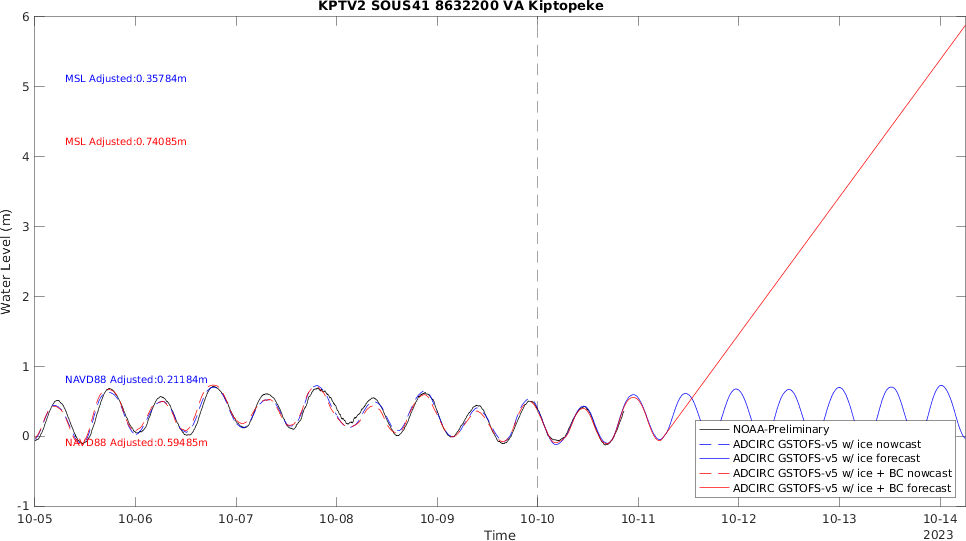 KPTV2 SOUS41 8632200 VA Kiptopeke
6
5
4
3
2
1
0
-1
Water Level (m)
MSL Adjusted:0.35784m
MSL Adjusted:0.74085m
NAVD88 Adjusted:0.21184m
NAVD88 Adjusted:0.59485m
NOAA-Preliminary
ADCIRC GSTOFS-v5 w/ ice nowcast
ADCIRC GSTOFS-v5 w/ ice forecast
ADCIRC GSTOFS-v5 w/ ice + BC nowcast
ADCIRC GSTOFS-v5 w/ ice + BC forecast
10-05 10-06 10-07 10-08 10-09 10-10 10-11 10-12 10-13 10-14
Time
2023